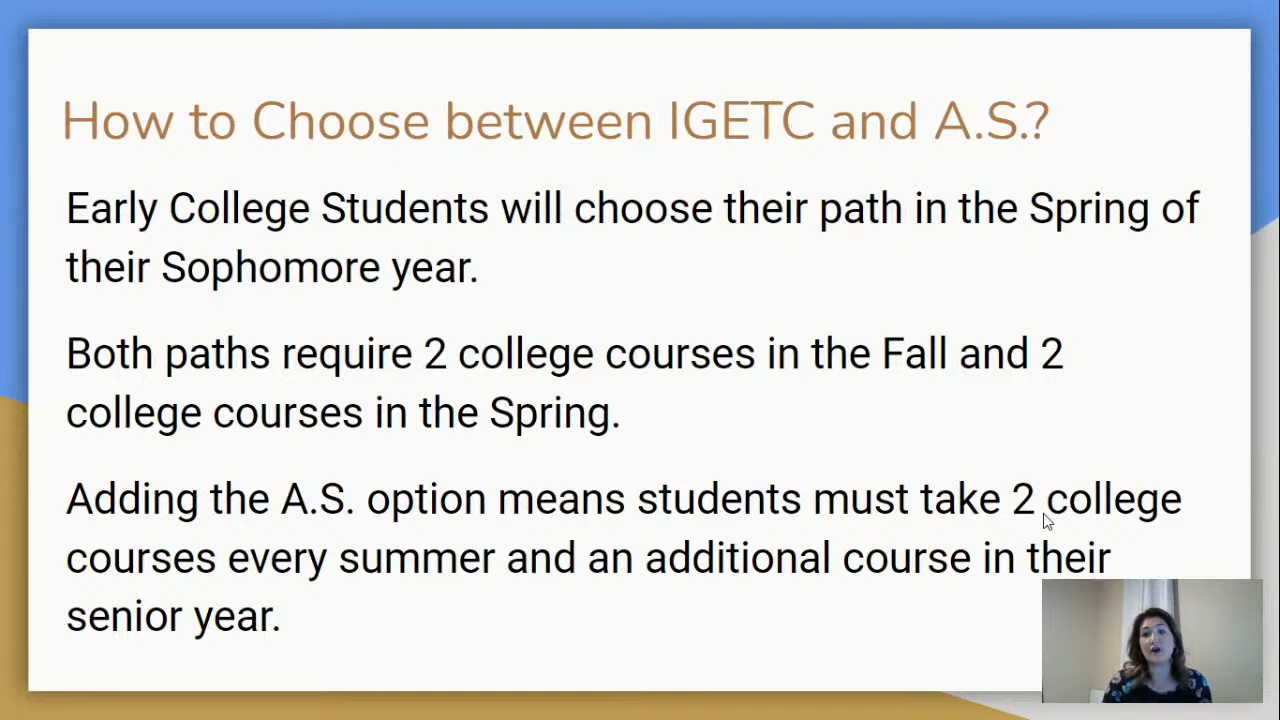 How to Choose between IGETC and A.S.?
Early College Students will choose their path in the Spring of
their Sophomore year.
Both paths require 2 college courses in the Fall and 2
college courses in the Spring.
Adding the A.S. option means students must take 2 college
courses every summer and an additional course in their
senior year.